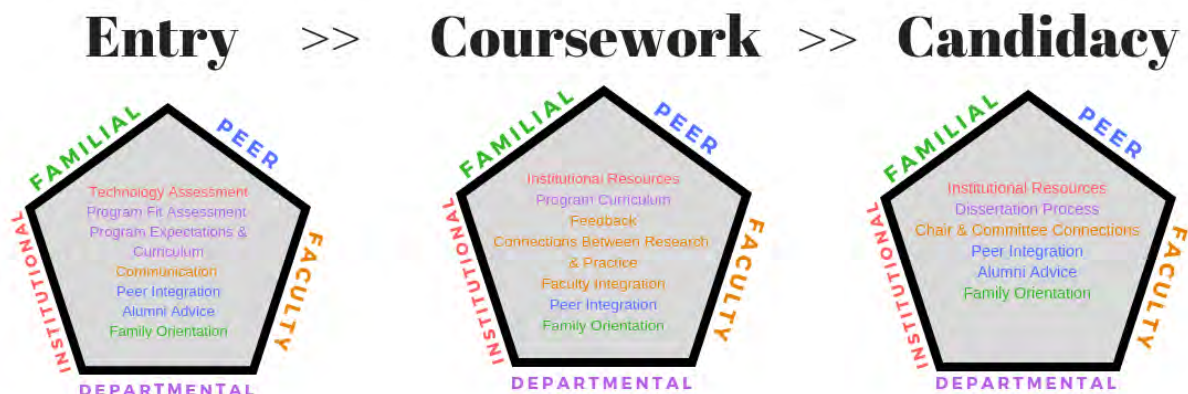 Entry >> Coursework >> Candidacy
FAMILIAL
PEER
Technology Assessment
Program Fit Assessment
Program Expectations &
Curriculum
Communication
Peer Integration
Alumni Advice
Family Orientation
INSTITUTIONAL
FACULTY
DEPARTMENTAL
FAMILIAL
PEER
Institutional Resources
Program Curriculum
Feedback
Connections Between Research
& Practice
Faculty Integration
Peer Integration
Family Orientation
INSTITUTIONAL
FACULTY
DEPARTMENTAL
FAMILIAL
PEER
Institutional Resources
Dissertation Process
Chair & Committee Connections
Peer Integration
Alumni Advice
Family Orientation
INSTITUTIONAL
FACULTY
DEPARTMENTAL